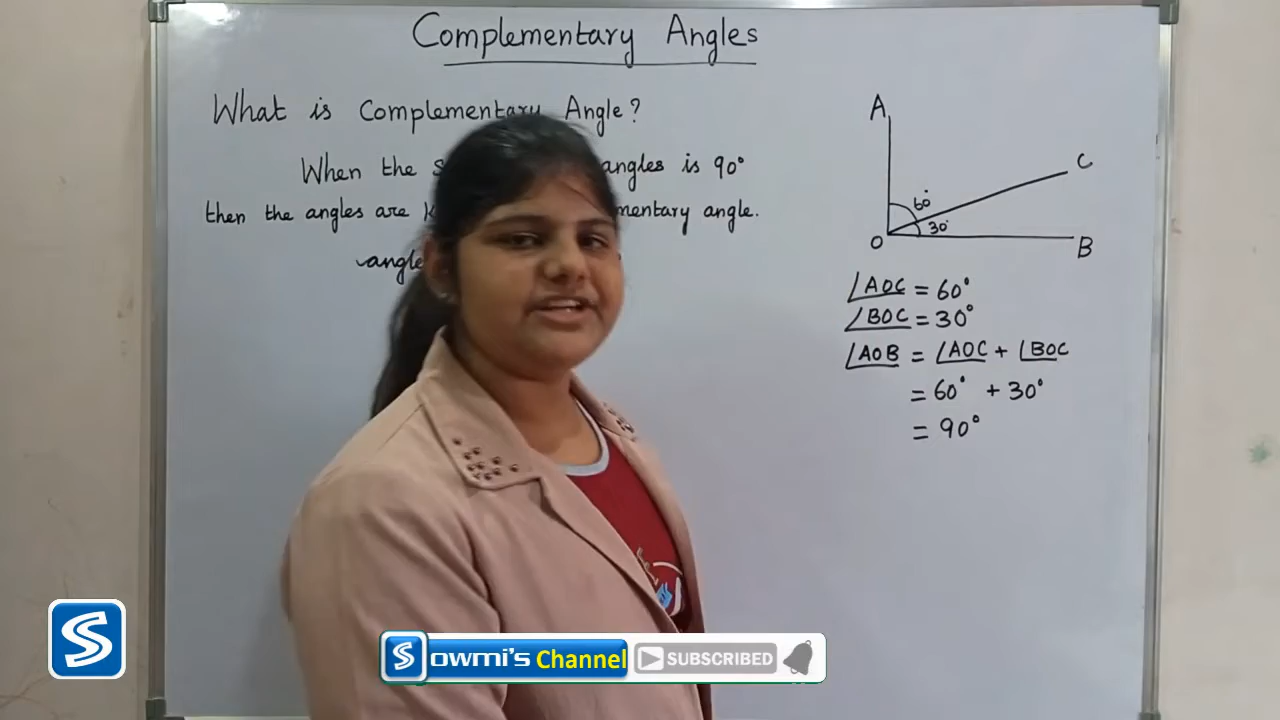 Complementary Angles
What is Complementary Angle?
When the angles is 90°
then the angles are mentary angle.
angle
A
C
60°
30°
O
B
∠AOC = 60°
∠BOC = 30°
∠AOB = ∠AOC + ∠BOC
= 60° + 30°
= 90°
S
Sowmi's Channel SUBSCRIBED